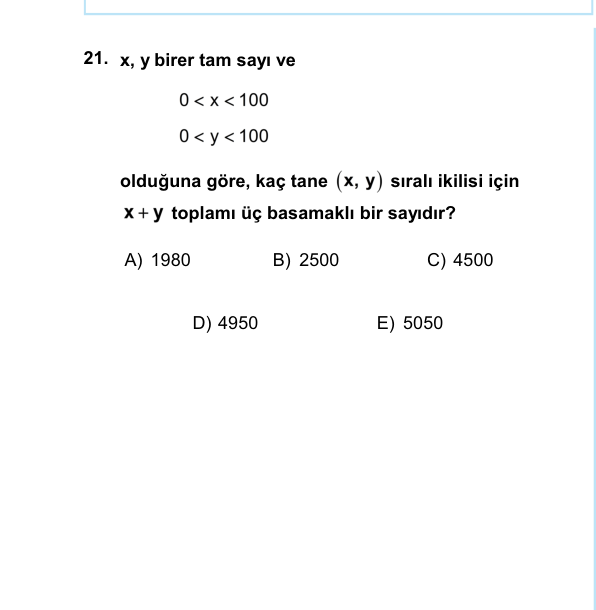 21. x, y birer tam sayı ve
0 < x < 100
0 < y < 100
olduğuna göre, kaç tane (x, y) sıralı ikilisi için
x + y toplamı üç basamaklı bir sayıdır?
A) 1980 B) 2500 C) 4500
D) 4950 E) 5050